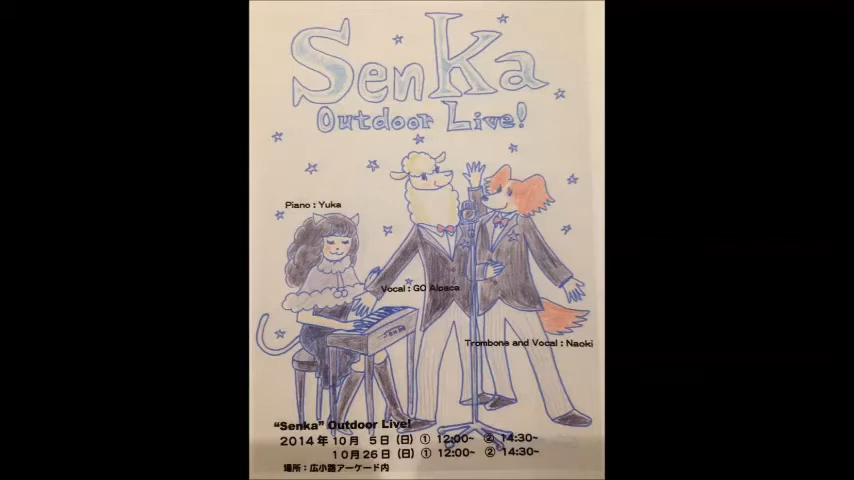 SenKa
Outdoor Live!
Piano : Yuka
Vocal : GO Alpaca
Trombone and Vocal : Naoki
“Senka” Outdoor Live!
2014年 10月 5日 (日) ① 12:00~ ② 14:30~
10月26日 (日) ① 12:00~ ② 14:30~
場所 : 広小路アーケード内